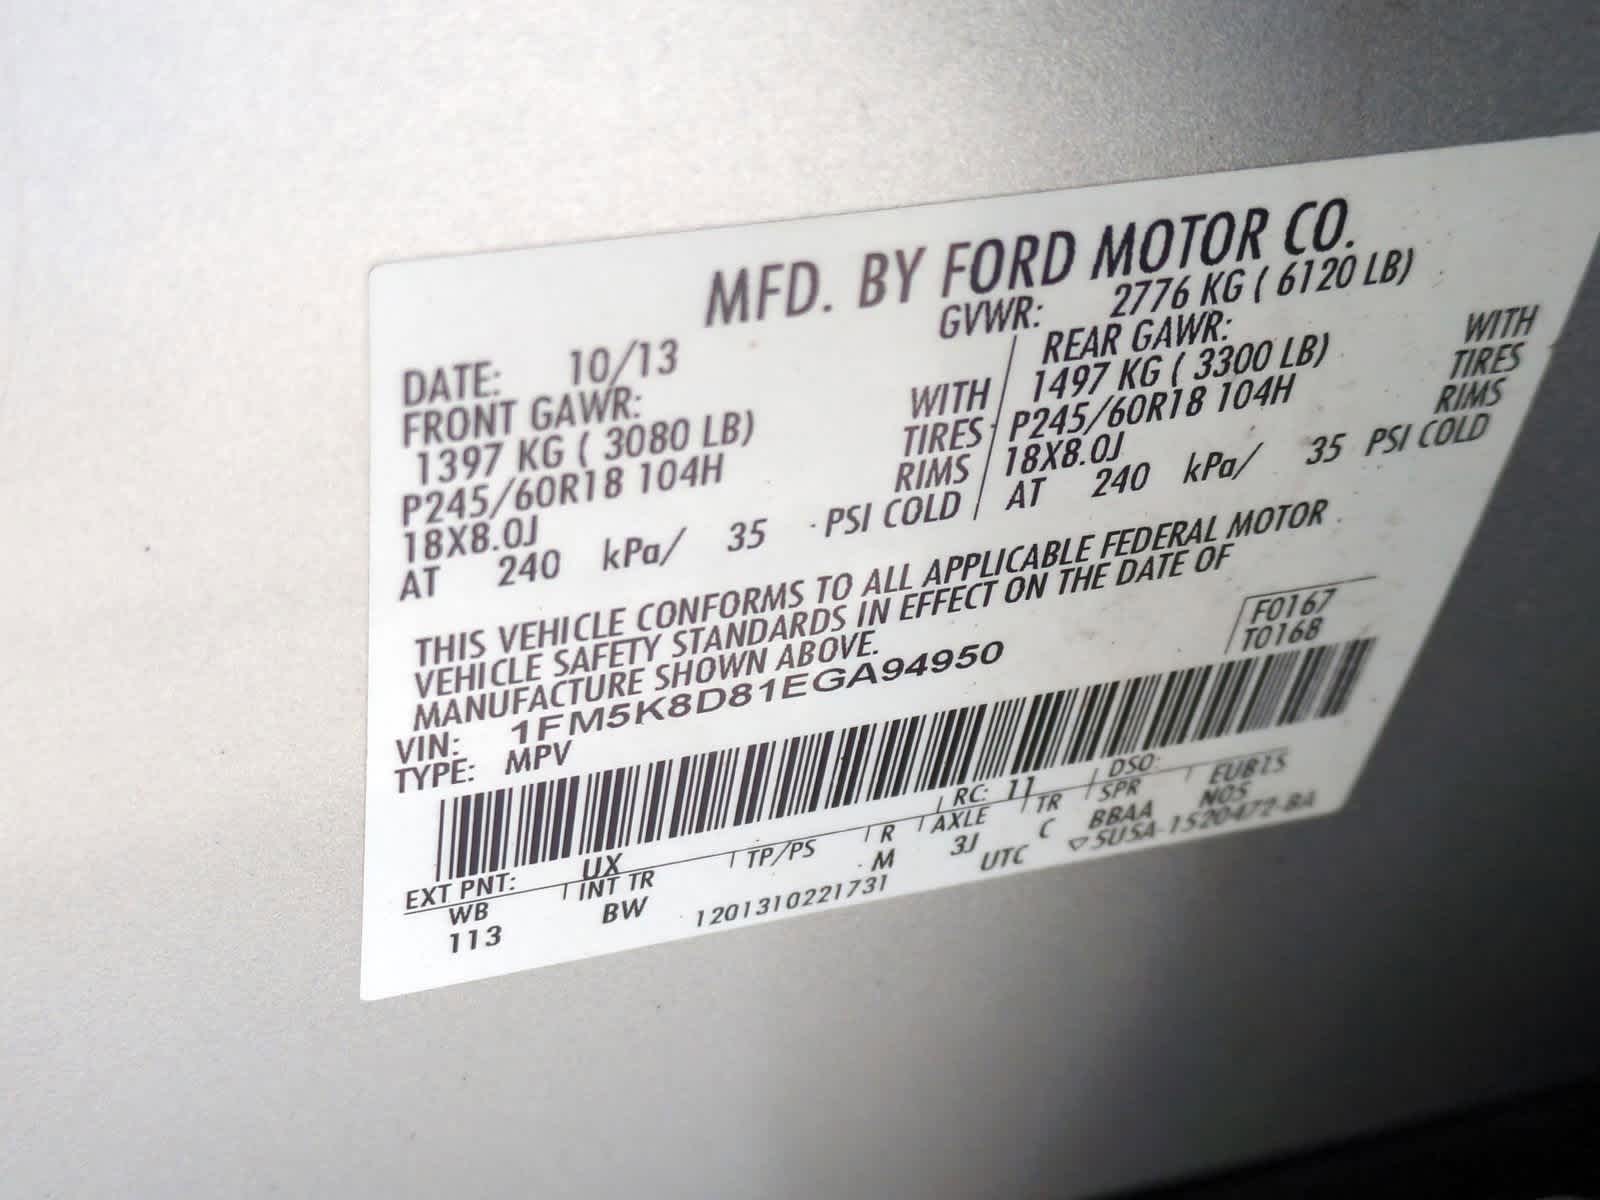 MFD. BY FORD MOTOR CO.
DATE: 10/13 GVWR: 2776 KG ( 6120 LB)
FRONT GAWR: REAR GAWR:
1397 KG ( 3080 LB) WITH 1497 KG ( 3300 LB) WITH
P245/60R18 104H TIRES P245/60R18 104H TIRES
18X8.0J RIMS 18X8.0J RIMS
AT 240 kPa/ 35 PSI COLD AT 240 kPa/ 35 PSI COLD
THIS VEHICLE CONFORMS TO ALL APPLICABLE FEDERAL MOTOR
VEHICLE SAFETY STANDARDS IN EFFECT ON THE DATE OF
MANUFACTURE SHOWN ABOVE.
VIN: 1FM5K8D81EGA94950 F0167
TYPE: MPV T0168
EXT PNT: UX RC: 11 DSO:
WB INT TR TP/PS R AXLE TR SPR EUB1S
113 BW M 3J C BBAA NOS
1201310221731 UTC ▽ SU5A-1520472-BA